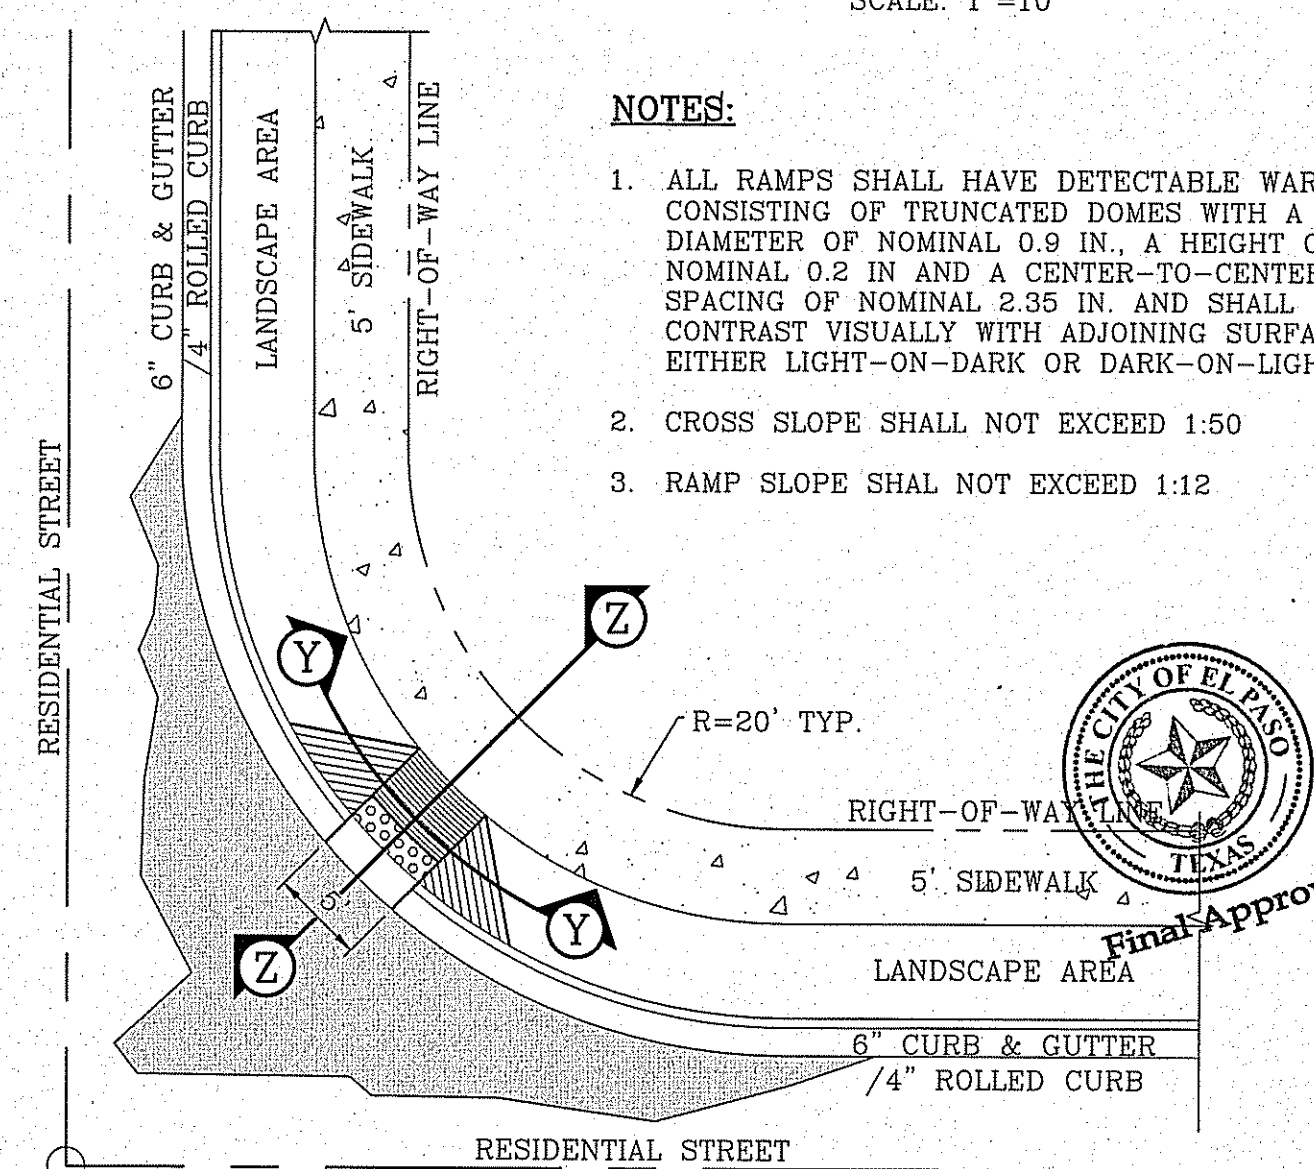 SCALE: 1"=10'
NOTES:
1. ALL RAMPS SHALL HAVE DETECTABLE WAR
CONSISTING OF TRUNCATED DOMES WITH A
DIAMETER OF NOMINAL 0.9 IN., A HEIGHT O
NOMINAL 0.2 IN AND A CENTER-TO-CENTER
SPACING OF NOMINAL 2.35 IN. AND SHALL
CONTRAST VISUALLY WITH ADJOINING SURFA
EITHER LIGHT-ON-DARK OR DARK-ON-LIGH
2. CROSS SLOPE SHALL NOT EXCEED 1:50
3. RAMP SLOPE SHAL NOT EXCEED 1:12
RESIDENTIAL STREET
6" CURB & GUTTER
/4" ROLLED CURB
LANDSCAPE AREA
5' SIDEWALK
RIGHT-OF-WAY LINE
Y
Z
R=20' TYP.
5'
Z
Y
RIGHT-OF-WAY LINE
5' SIDEWALK
LANDSCAPE AREA
6" CURB & GUTTER
/4" ROLLED CURB
RESIDENTIAL STREET
THE CITY OF EL PASO
TEXAS
Final Appro